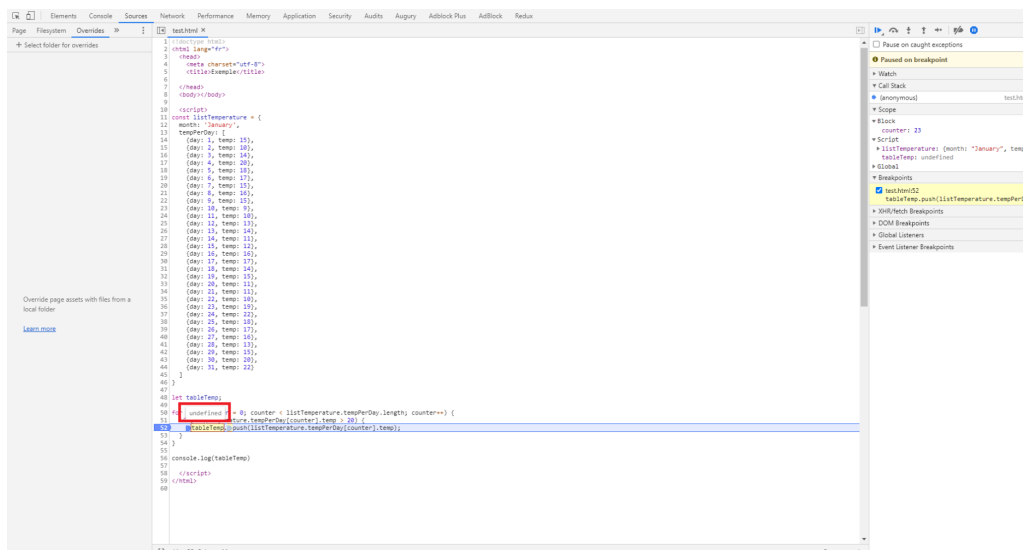 Elements Console Sources Network Performance Memory Application Security Audits Augury Adblock Plus AdBlock Redux
Page Filesystem Overrides » test.html ×
+ Select folder for overrides
Override page assets with files from a
local folder
Learn more
1 <!doctype html>
2 <html lang="fr">
3 <head>
4 <meta charset="utf-8">
5 <title>Exemple</title>
6
7 </head>
8 <body></body>
9
10 <script>
11 const listTemperature = {
12 month: 'January',
13 tempPerDay: [
14 {day: 1, temp: 15},
15 {day: 2, temp: 10},
16 {day: 3, temp: 14},
17 {day: 4, temp: 20},
18 {day: 5, temp: 18},
19 {day: 6, temp: 17},
20 {day: 7, temp: 15},
21 {day: 8, temp: 16},
22 {day: 9, temp: 15},
23 {day: 10, temp: 9},
24 {day: 11, temp: 10},
25 {day: 12, temp: 13},
26 {day: 13, temp: 14},
27 {day: 14, temp: 11},
28 {day: 15, temp: 12},
29 {day: 16, temp: 16},
30 {day: 17, temp: 17},
31 {day: 18, temp: 14},
32 {day: 19, temp: 15},
33 {day: 20, temp: 11},
34 {day: 21, temp: 11},
35 {day: 22, temp: 10},
36 {day: 23, temp: 19},
37 {day: 24, temp: 22},
38 {day: 25, temp: 18},
39 {day: 26, temp: 17},
40 {day: 27, temp: 16},
41 {day: 28, temp: 13},
42 {day: 29, temp: 15},
43 {day: 30, temp: 20},
44 {day: 31, temp: 22}
45 ]
46 }
47
48 let tableTemp;
49
50 for undefined r = 0; counter < listTemperature.tempPerDay.length; counter++) {
51 ture.tempPerDay[counter].temp > 20) {
52 tableTemp.push(listTemperature.tempPerDay[counter].temp);
53 }
54 }
55
56 console.log(tableTemp)
57
58 </script>
59 </html>
60
Pause on caught exceptions
Paused on breakpoint
Watch
Call Stack
(anonymous) test.ht
Scope
Block
counter: 23
Script
listTemperature: {month: "January", temp
tableTemp: undefined
Global
Breakpoints
test.html:52
tableTemp.push(listTemperature.tempPerD
XHR/fetch Breakpoints
DOM Breakpoints
Global Listeners
Event Listener Breakpoints